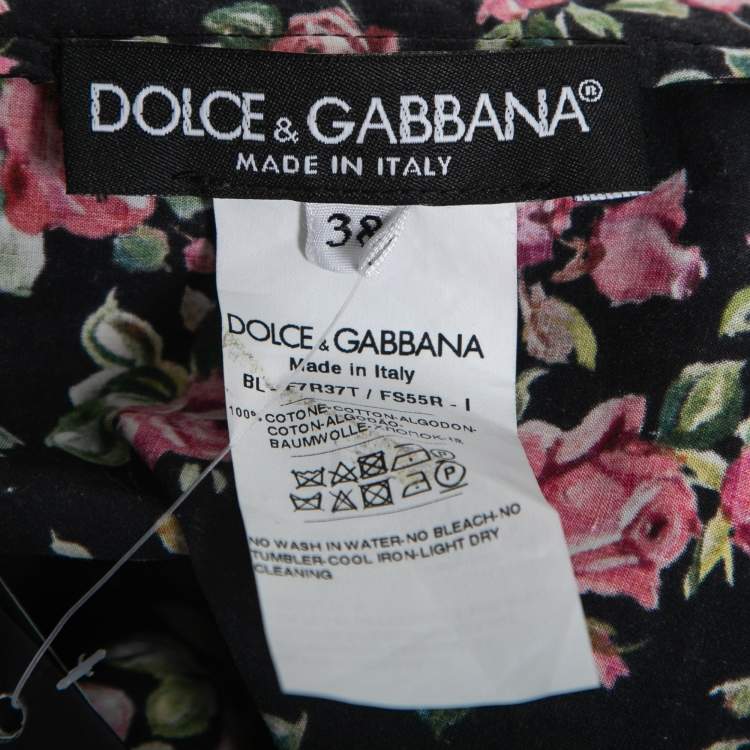 DOLCE & GABBANA®
MADE IN ITALY
38
DOLCE & GABBANA
Made in Italy
F7R37T / FS55R - I
COTONE-COTTON-ALGODON-
COTON-ALGODAO-
BAUMWOLLE-ΧΛΟΠΟΚ-
P
P
NO WASH IN WATER-NO BLEACH-NO
TUMBLER-COOL IRON-LIGHT DRY
CLEANING